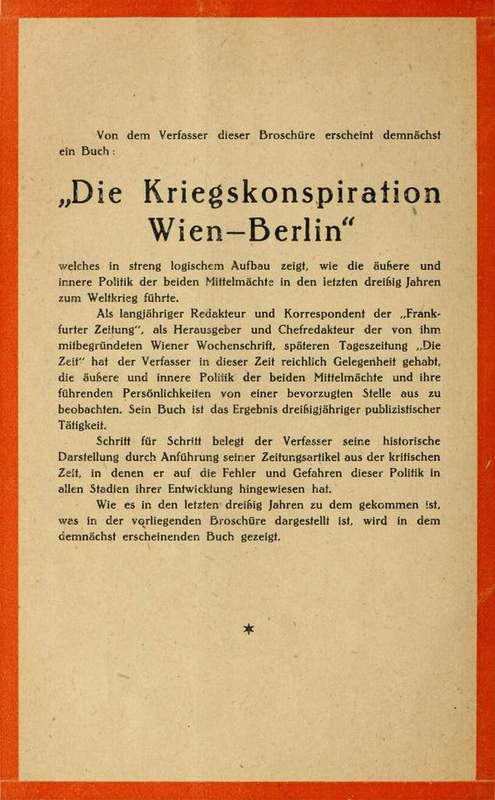 Von dem Verfasser dieser Broschüre erscheint demnächst
ein Buch:
„Die Kriegskonspiration
Wien—Berlin“
welches in streng logischem Aufbau zeigt, wie die äußere und
innere Politik der beiden Mittelmächte in den letzten dreißig Jahren
zum Weltkrieg führte.
Als langjähriger Redakteur und Korrespondent der „Frank-
furter Zeitung“, als Herausgeber und Chefredakteur der von ihm
mitbegründeten Wiener Wochenschrift, späteren Tageszeitung „Die
Zeit“ hat der Verfasser in dieser Zeit reichlich Gelegenheit gehabt,
die äußere und innere Politik der beiden Mittelmächte und ihre
führenden Persönlichkeiten von einer bevorzugten Stelle aus zu
beobachten. Sein Buch ist das Ergebnis dreißigjähriger publizistischer
Tätigkeit.
Schritt für Schritt belegt der Verfasser seine historische
Darstellung durch Anführung seiner Zeitungsartikel aus der kritischen
Zeit, in denen er auf die Fehler und Gefahren dieser Politik in
allen Stadien ihrer Entwicklung hingewiesen hat.
Wie es in den letzten dreißig Jahren zu dem gekommen ist,
was in der vorliegenden Broschüre dargestellt ist, wird in dem
demnächst erscheinenden Buch gezeigt.